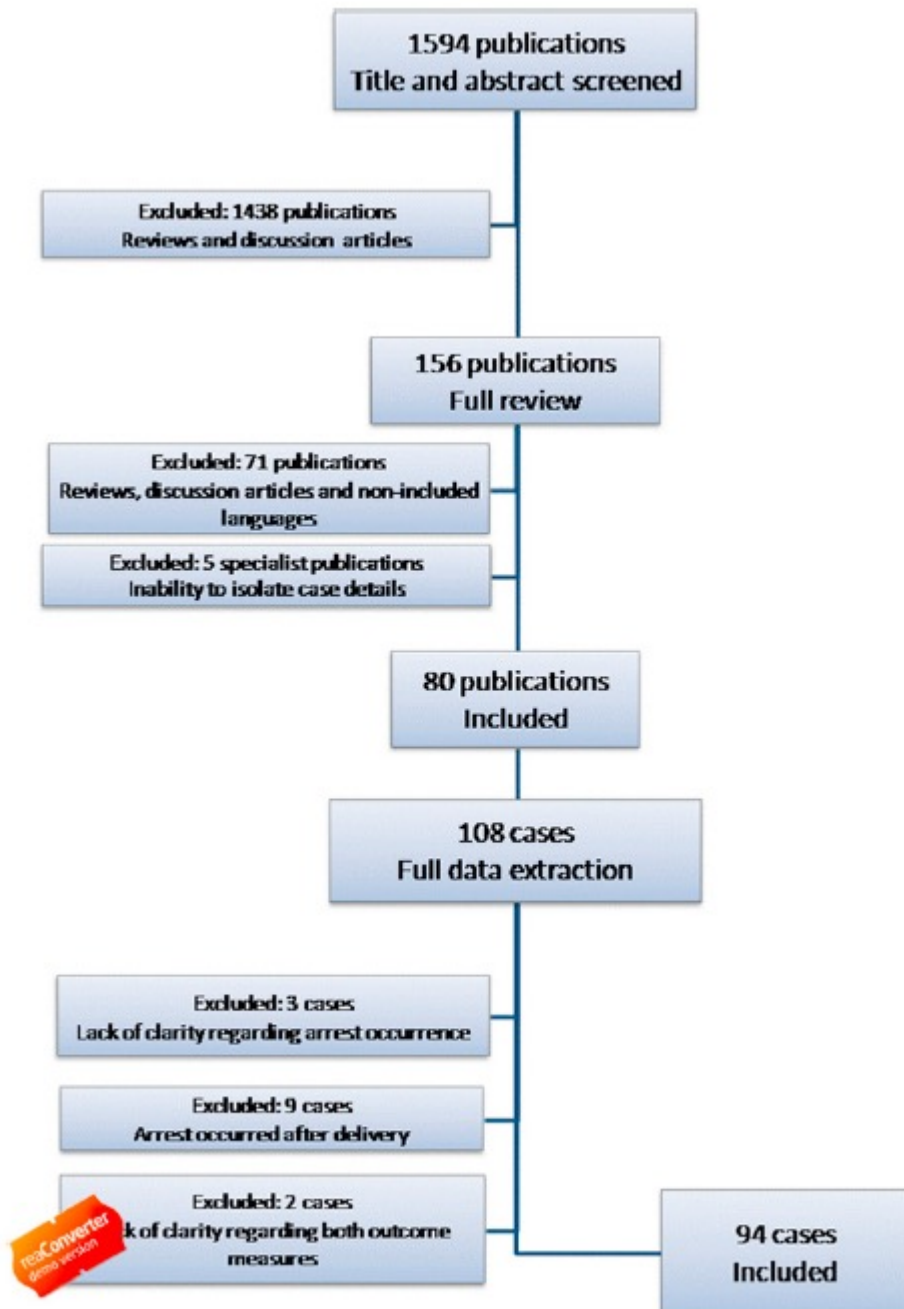 1594 publications
Title and abstract screened
Excluded: 1438 publications
Reviews and discussion articles
156 publications
Full review
Excluded: 71 publications
Reviews, discussion articles and non-included
languages
Excluded: 5 specialist publications
Inability to isolate case details
80 publications
Included
108 cases
Full data extraction
Excluded: 3 cases
Lack of clarity regarding arrest occurrence
Excluded: 9 cases
Arrest occurred after delivery
Excluded: 2 cases
of clarity regarding both outcome
measures
94 cases
Included
reaConverter
demo version